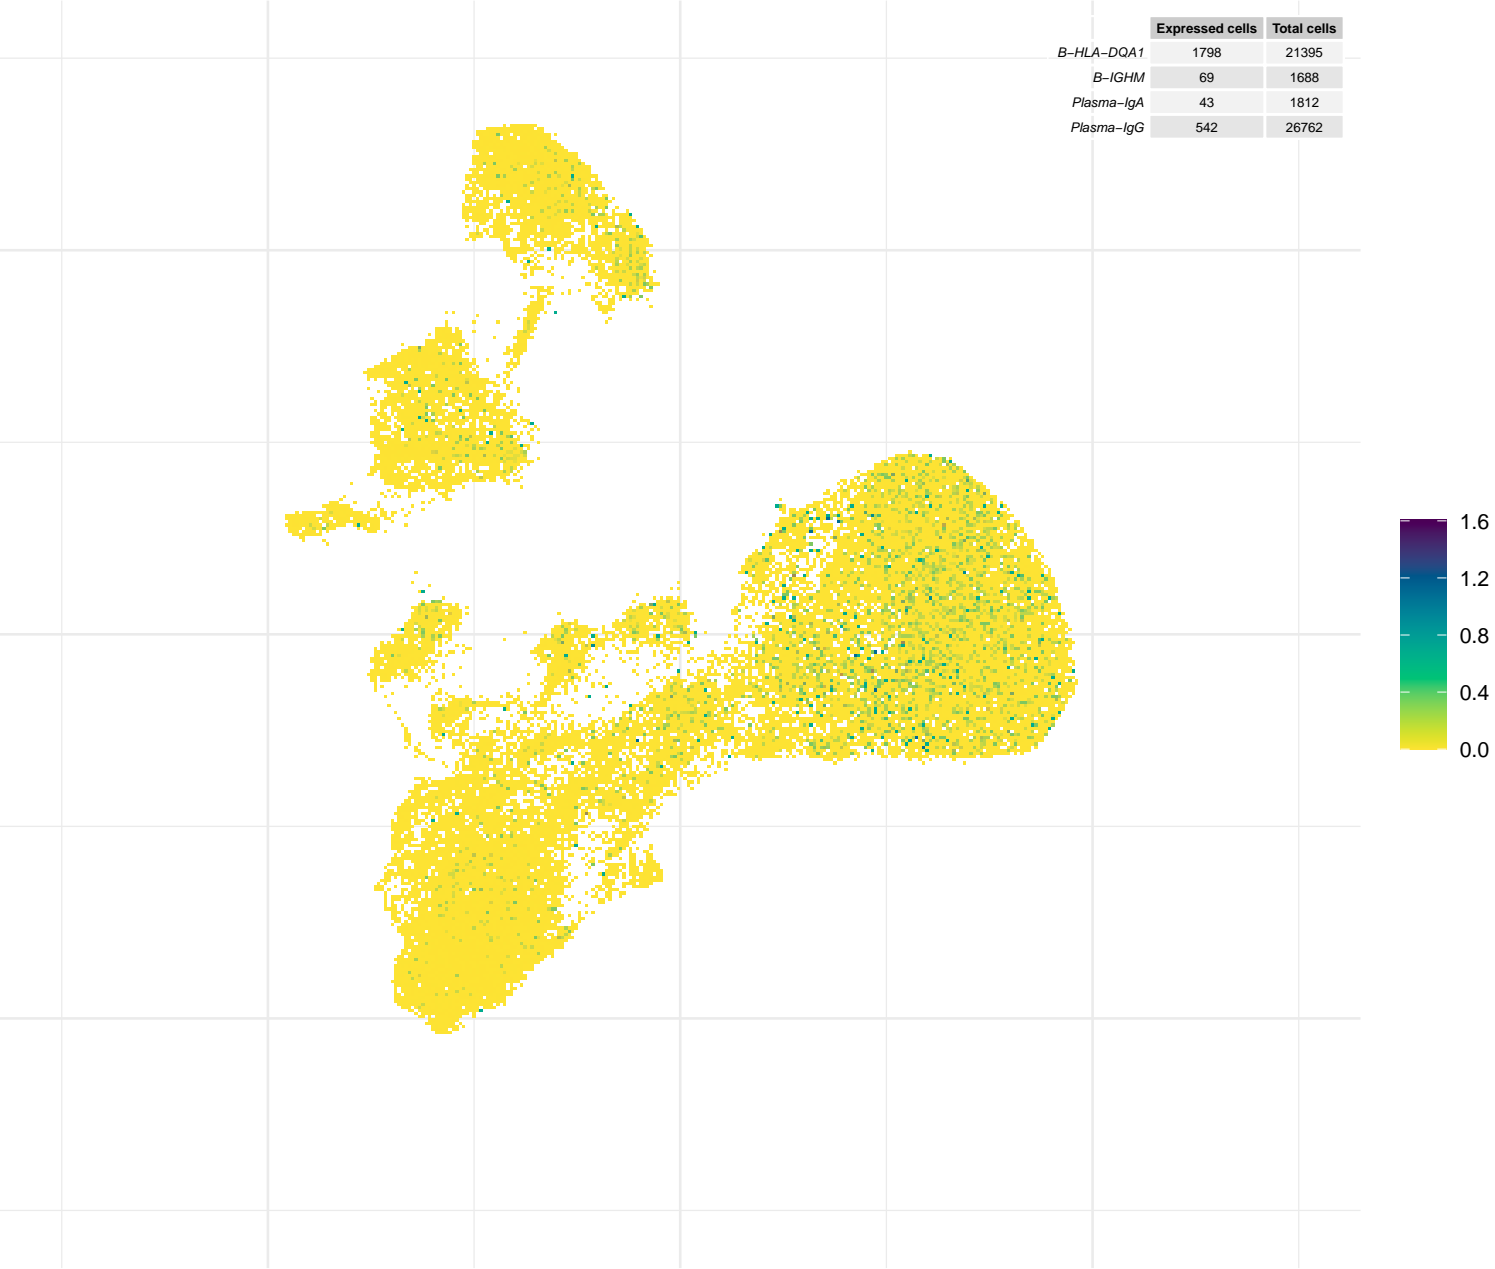 Expressed cells Total cells
B−HLA−DQA1 1798 21395
B−IGHM 69 1688
Plasma−IgA 43 1812
Plasma−IgG 542 26762
1.6
1.2
0.8
0.4
0.0